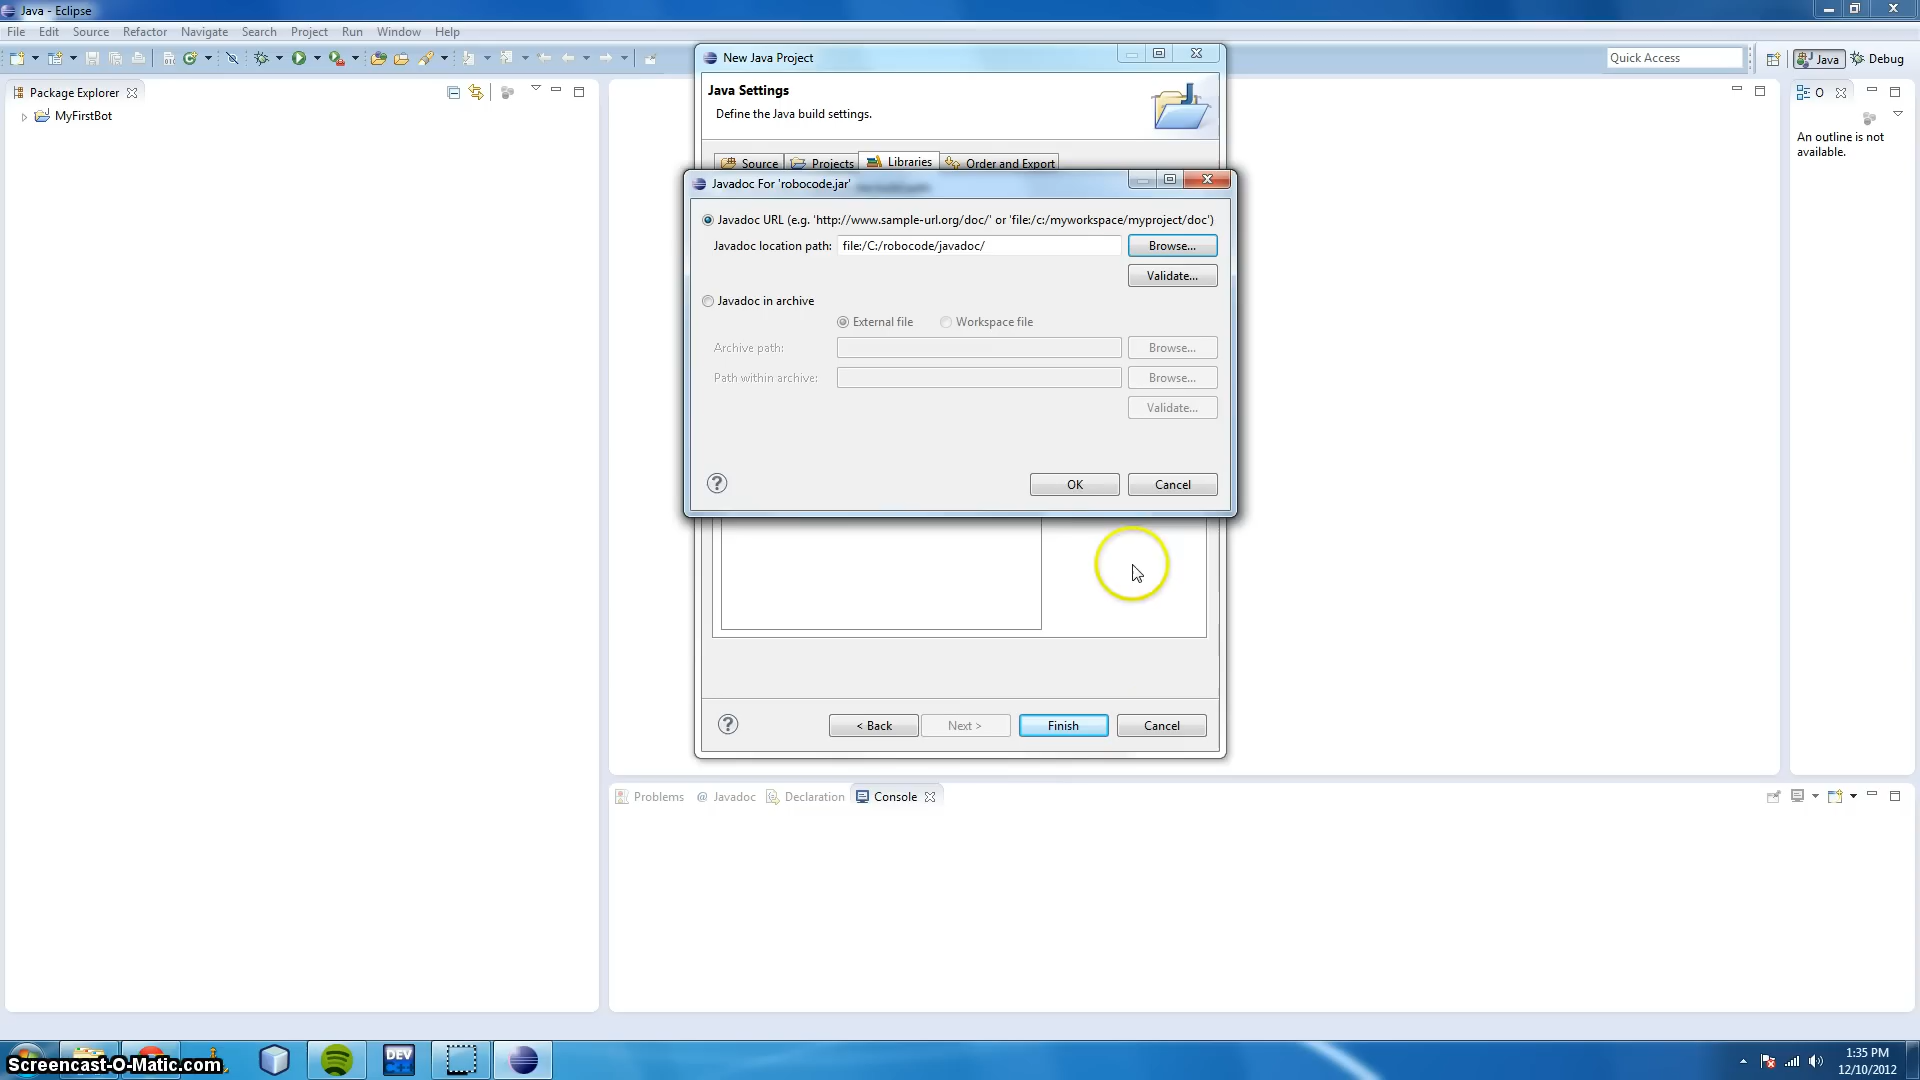 Java - Eclipse
File Edit Source Refactor Navigate Search Project Run Window Help
Quick Access
Java
Debug
Package Explorer
MyFirstBot
New Java Project
Java Settings
Define the Java build settings.
Source Projects Libraries Order and Export
Javadoc For 'robocode.jar'
Javadoc URL (e.g. 'http://www.sample-url.org/doc/' or 'file:/c:/myworkspace/myproject/doc')
Javadoc location path: file:/C:/robocode/javadoc/ Browse...
Validate...
Javadoc in archive
External file Workspace file
Archive path: Browse...
Path within archive: Browse...
Validate...
OK Cancel
< Back Next > Finish Cancel
O
An outline is not
available.
Problems @ Javadoc Declaration Console
Screencast-O-Matic.com
DEV
1:35 PM
12/10/2012